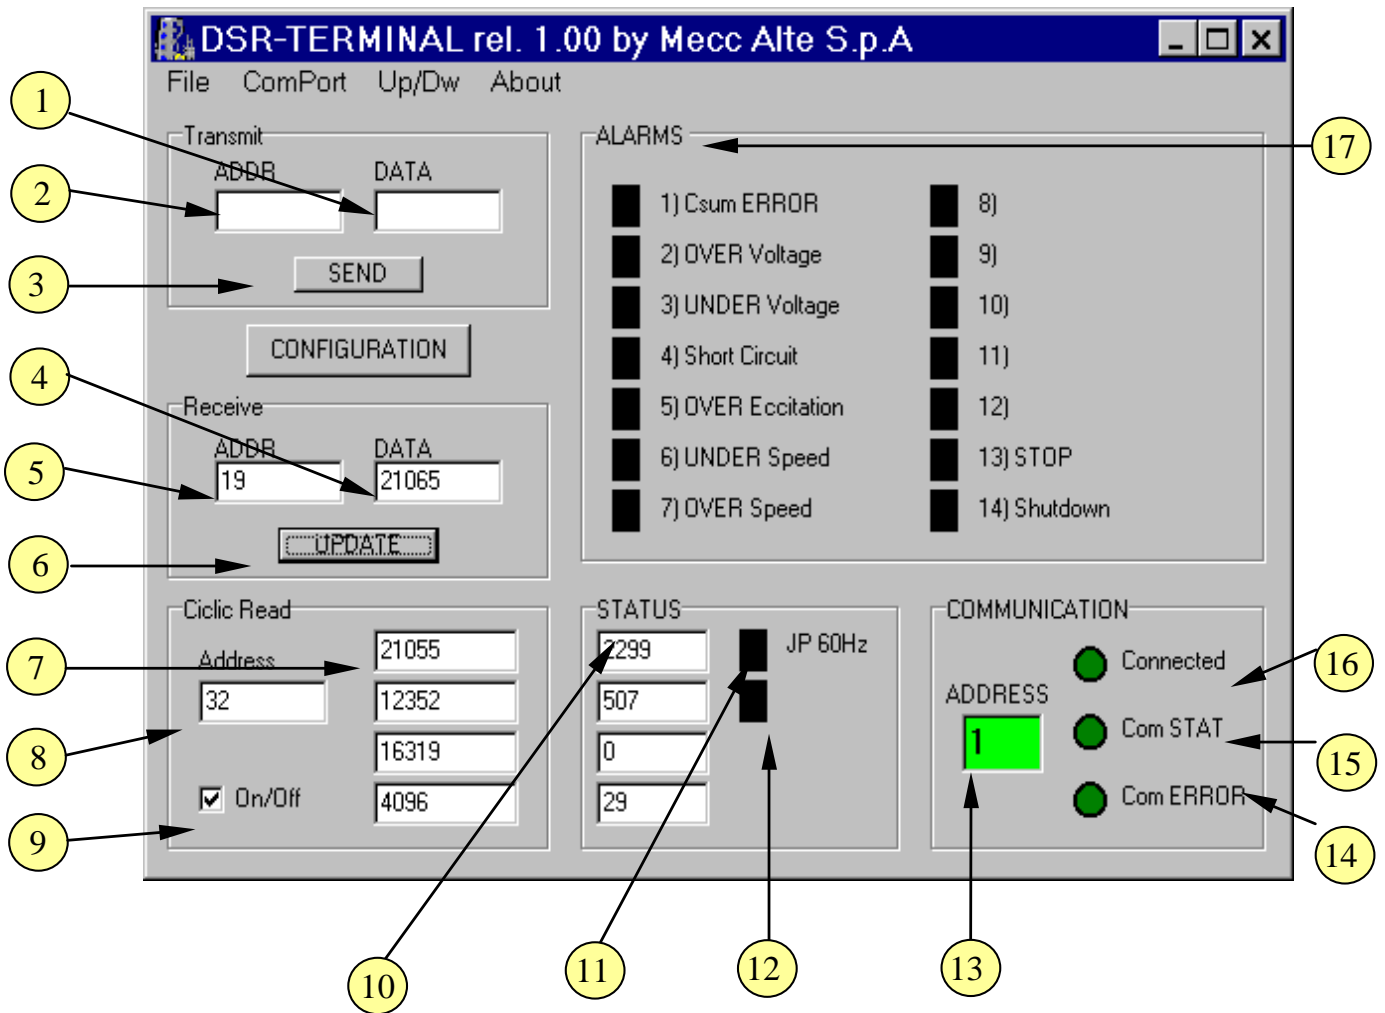 DSR-TERMINAL rel. 1.00 by Mecc Alte S.p.A
File ComPort Up/Dw About
1
2
3
4
5
6
7
8
9
Transmit
ADDR DATA
SEND
CONFIGURATION
Receive
ADDR DATA
19 21065
UPDATE
Ciclic Read
Address
32
On/Off
21055
12352
16319
4096
ALARMS
1) Csum ERROR
2) OVER Voltage
3) UNDER Voltage
4) Short Circuit
5) OVER Eccitation
6) UNDER Speed
7) OVER Speed
8)
9)
10)
11)
12)
13) STOP
14) Shutdown
STATUS
2299
507
0
29
JP 60Hz
COMMUNICATION
ADDRESS
1
Connected
Com STAT
Com ERROR
17
16
15
14
10
11
12
13